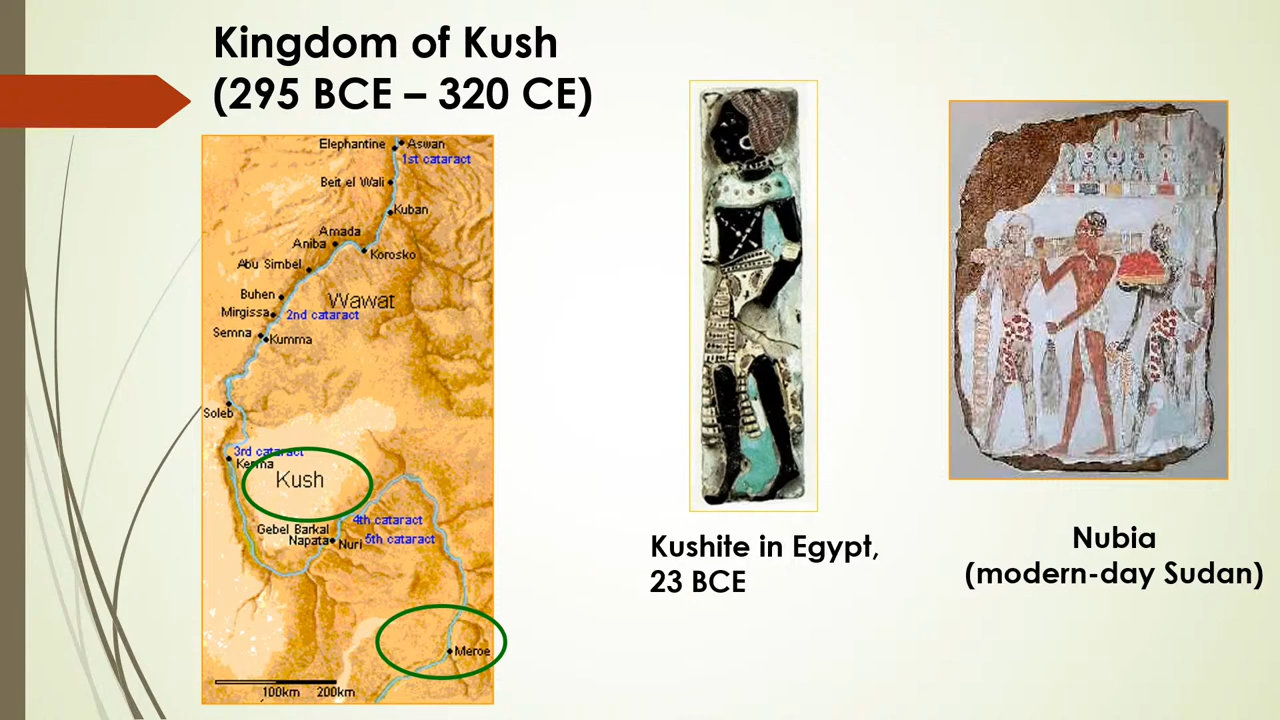 Kingdom of Kush
(295 BCE – 320 CE)
Elephantine
Aswan
1st cataract
Beit el Wali
Kuban
Amada
Aniba
Korosko
Abu Simbel
Buhen
Wawat
Mirgissa
2nd cataract
Semna
Kumma
Soleb
3rd cataract
Kerma
Kush
4th cataract
Gebel Barkal
Napata
Nuri
5th cataract
Meroe
100km 200km
Kushite in Egypt,
23 BCE
Nubia
(modern-day Sudan)